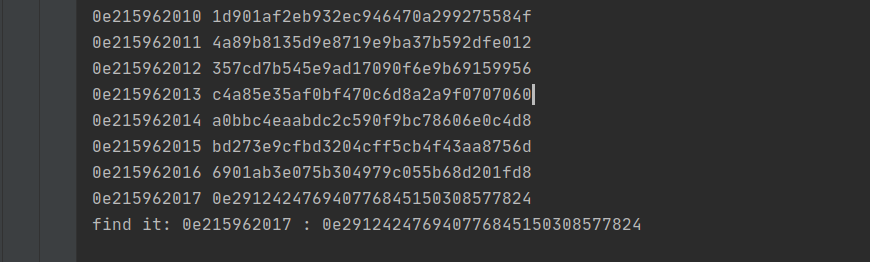 0e215962010 1d901af2eb932ec946470a299275584f
0e215962011 4a89b8135d9e8719e9ba37b592dfe012
0e215962012 357cd7b545e9ad17090f6e9b69159956
0e215962013 c4a85e35af0bf470c6d8a2a9f0707060
0e215962014 a0bbc4eaabdc2c590f9bc78606e0c4d8
0e215962015 bd273e9cfbd3204cff5cb4f43aa8756d
0e215962016 6901ab3e075b304979c055b68d201fd8
0e215962017 0e291242476940776845150308577824
find it: 0e215962017 : 0e291242476940776845150308577824